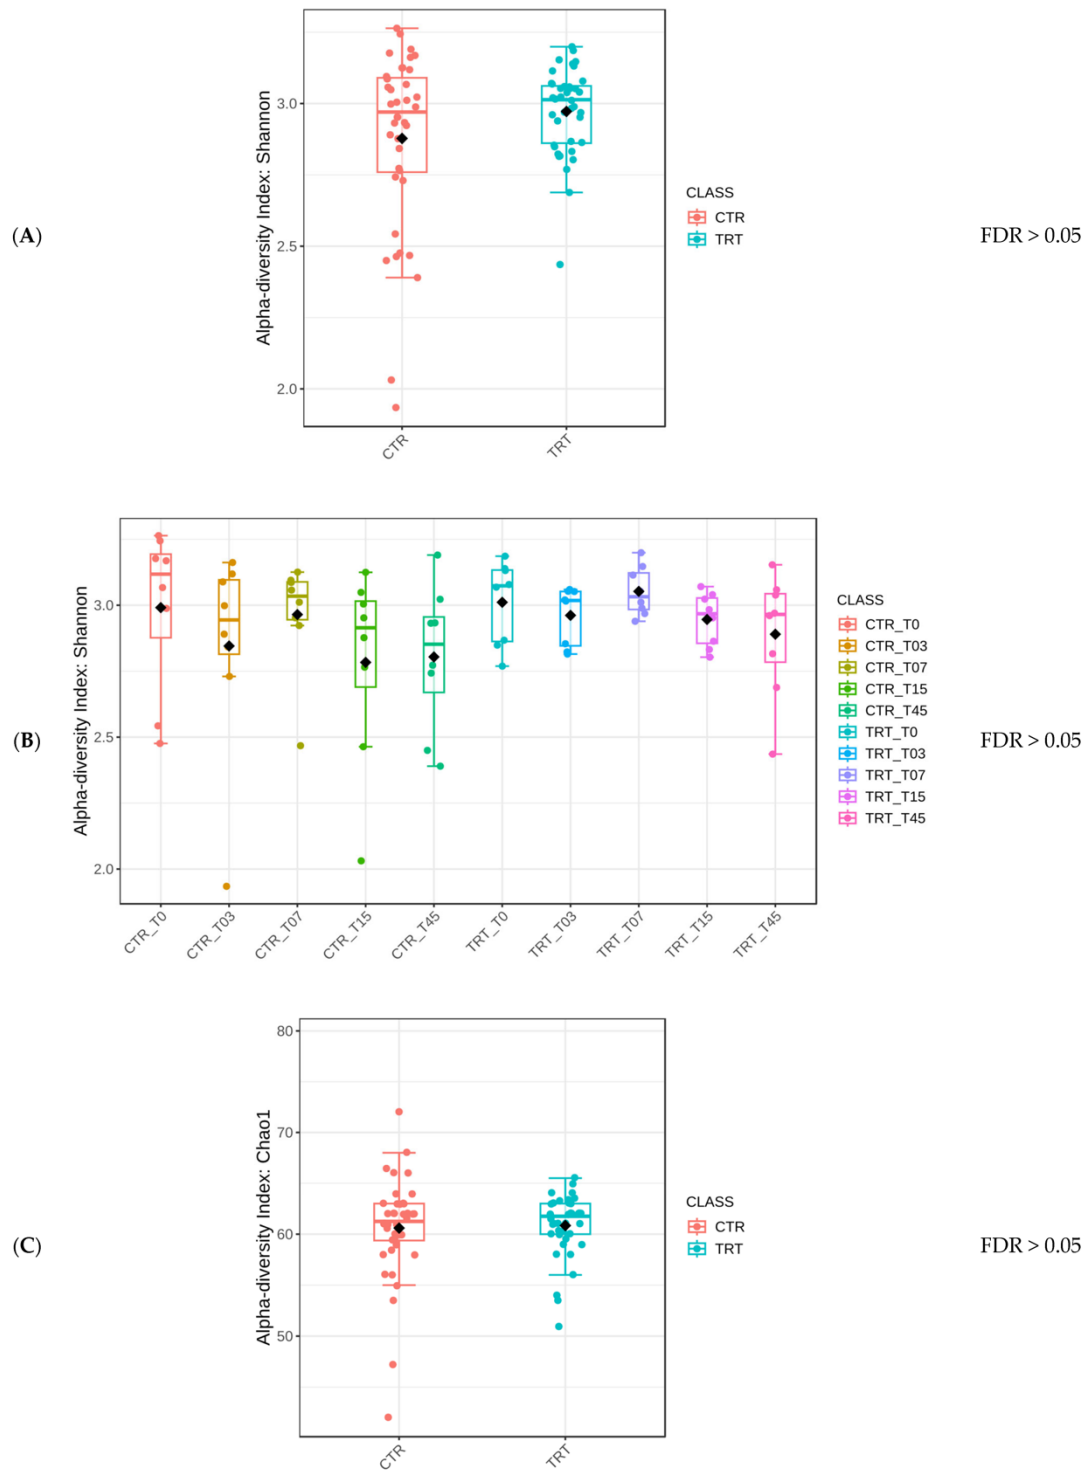 Alpha-diversity Index: Shannon
3.0
2.5
2.0
CTR
TRT
CLASS
CTR
TRT
(A)
FDR > 0.05
Alpha-diversity Index: Shannon
3.0
2.5
2.0
CTR_T0
CTR_T03
CTR_T07
CTR_T15
CTR_T45
TRT_T0
TRT_T03
TRT_T07
TRT_T15
TRT_T45
CLASS
CTR_T0
CTR_T03
CTR_T07
CTR_T15
CTR_T45
TRT_T0
TRT_T03
TRT_T07
TRT_T15
TRT_T45
(B)
FDR > 0.05
Alpha-diversity Index: Chao1
80
70
60
50
CTR
TRT
CLASS
CTR
TRT
(C)
FDR > 0.05